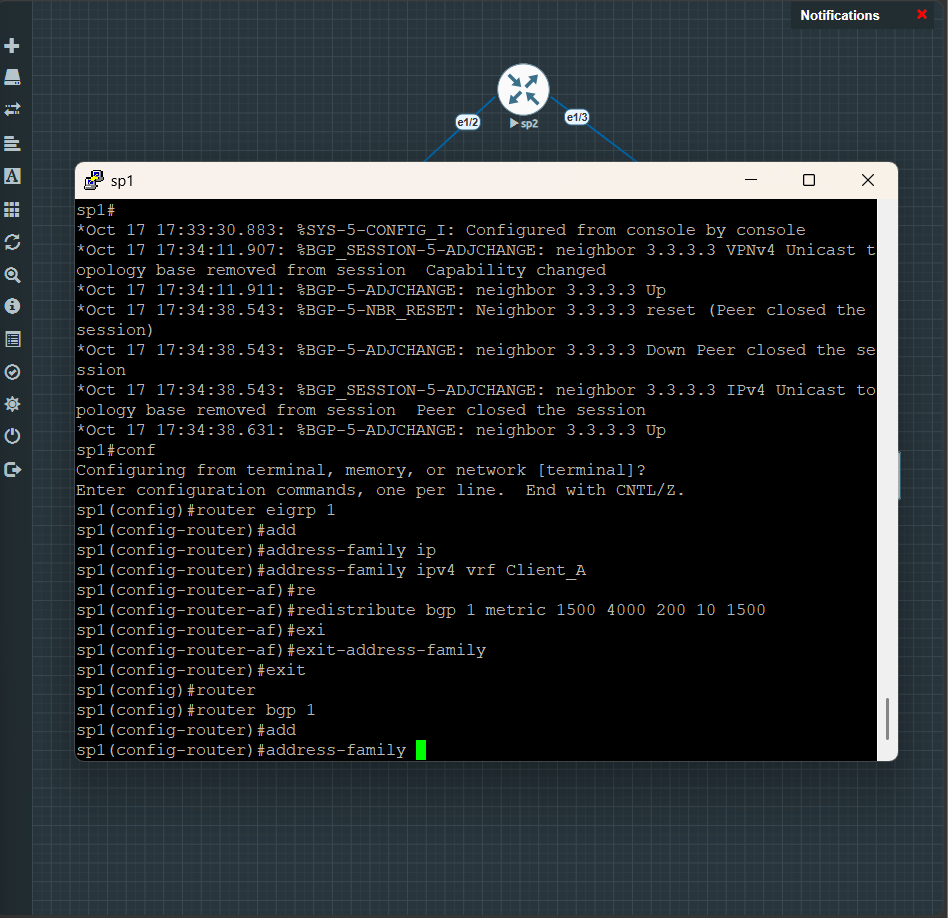 Notifications
e1/2
sp2
e1/3
sp1
sp1#
*Oct 17 17:33:30.883: %SYS-5-CONFIG_I: Configured from console by console
*Oct 17 17:34:11.907: %BGP_SESSION-5-ADJCHANGE: neighbor 3.3.3.3 VPNv4 Unicast t
opology base removed from session  Capability changed
*Oct 17 17:34:11.911: %BGP-5-ADJCHANGE: neighbor 3.3.3.3 Up
*Oct 17 17:34:38.543: %BGP-5-NBR_RESET: Neighbor 3.3.3.3 reset (Peer closed the
session)
*Oct 17 17:34:38.543: %BGP-5-ADJCHANGE: neighbor 3.3.3.3 Down Peer closed the se
ssion
*Oct 17 17:34:38.543: %BGP_SESSION-5-ADJCHANGE: neighbor 3.3.3.3 IPv4 Unicast to
pology base removed from session  Peer closed the session
*Oct 17 17:34:38.631: %BGP-5-ADJCHANGE: neighbor 3.3.3.3 Up
sp1#conf
Configuring from terminal, memory, or network [terminal]?
Enter configuration commands, one per line.  End with CNTL/Z.
sp1(config)#router eigrp 1
sp1(config-router)#add
sp1(config-router)#address-family ip
sp1(config-router)#address-family ipv4 vrf Client_A
sp1(config-router-af)#re
sp1(config-router-af)#redistribute bgp 1 metric 1500 4000 200 10 1500
sp1(config-router-af)#exi
sp1(config-router-af)#exit-address-family
sp1(config-router)#exit
sp1(config)#router
sp1(config)#router bgp 1
sp1(config-router)#add
sp1(config-router)#address-family